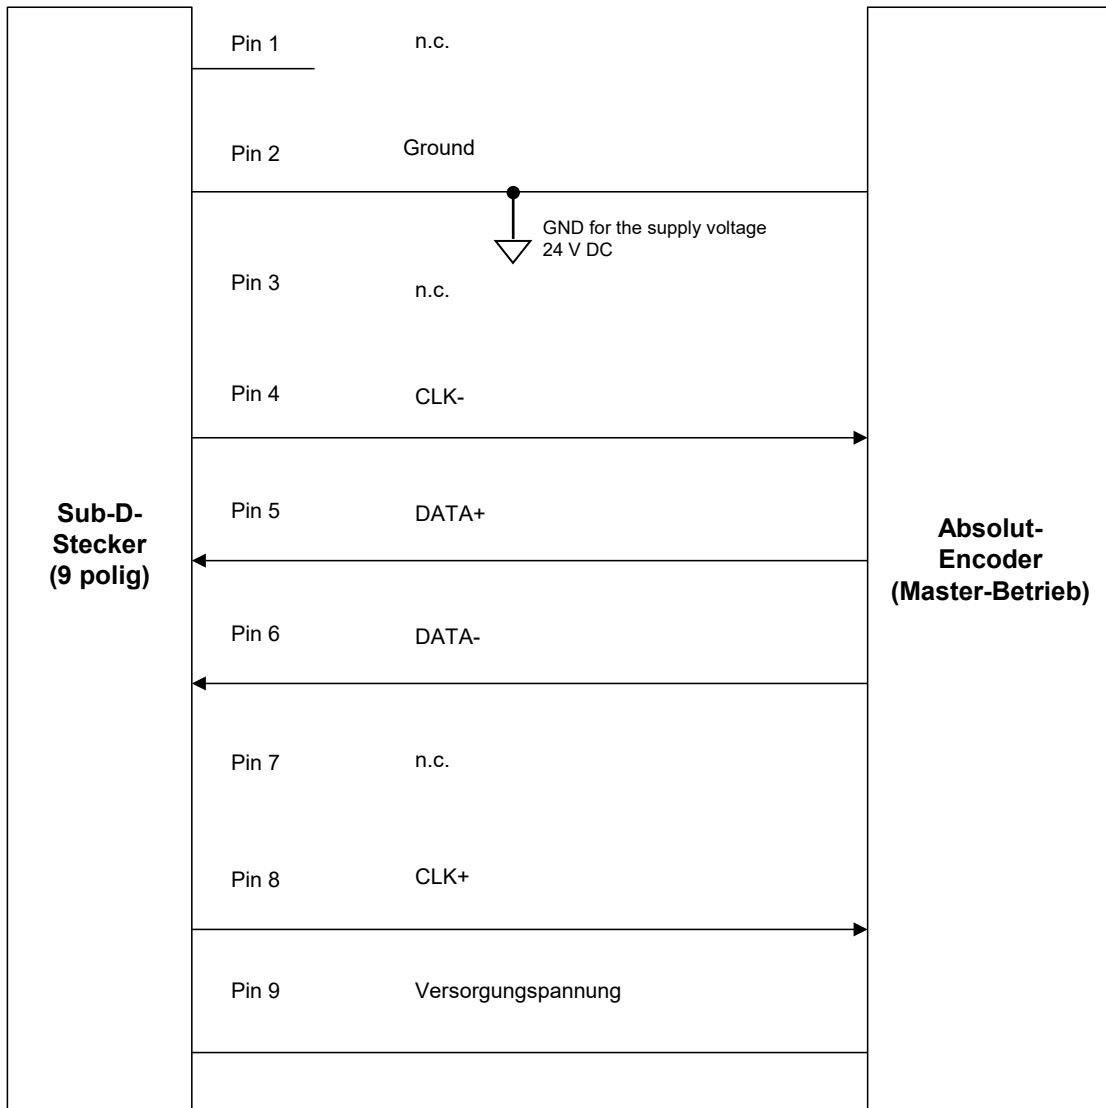 Pin 1
n.c.
Pin 2
Ground
GND for the supply voltage
24 V DC
Pin 3
n.c.
Pin 4
CLK-
Sub-D-
Stecker
(9 polig)
Pin 5
DATA+
Absolut-
Encoder
(Master-Betrieb)
Pin 6
DATA-
Pin 7
n.c.
Pin 8
CLK+
Pin 9
Versorgungspannung